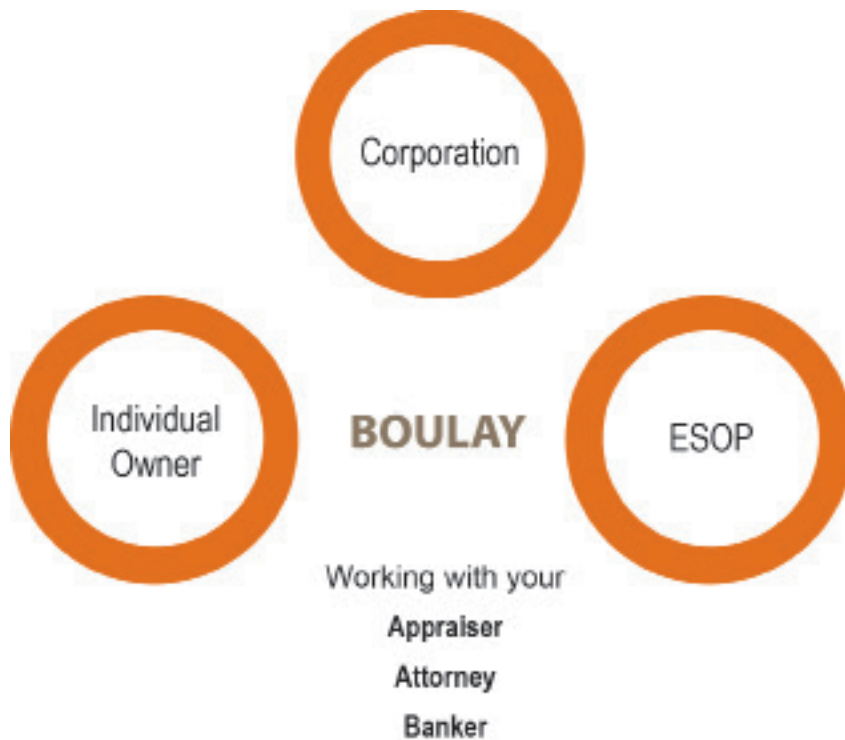 Corporation
Individual
Owner
BOULAY
ESOP
Working with your
Appraiser
Attorney
Banker